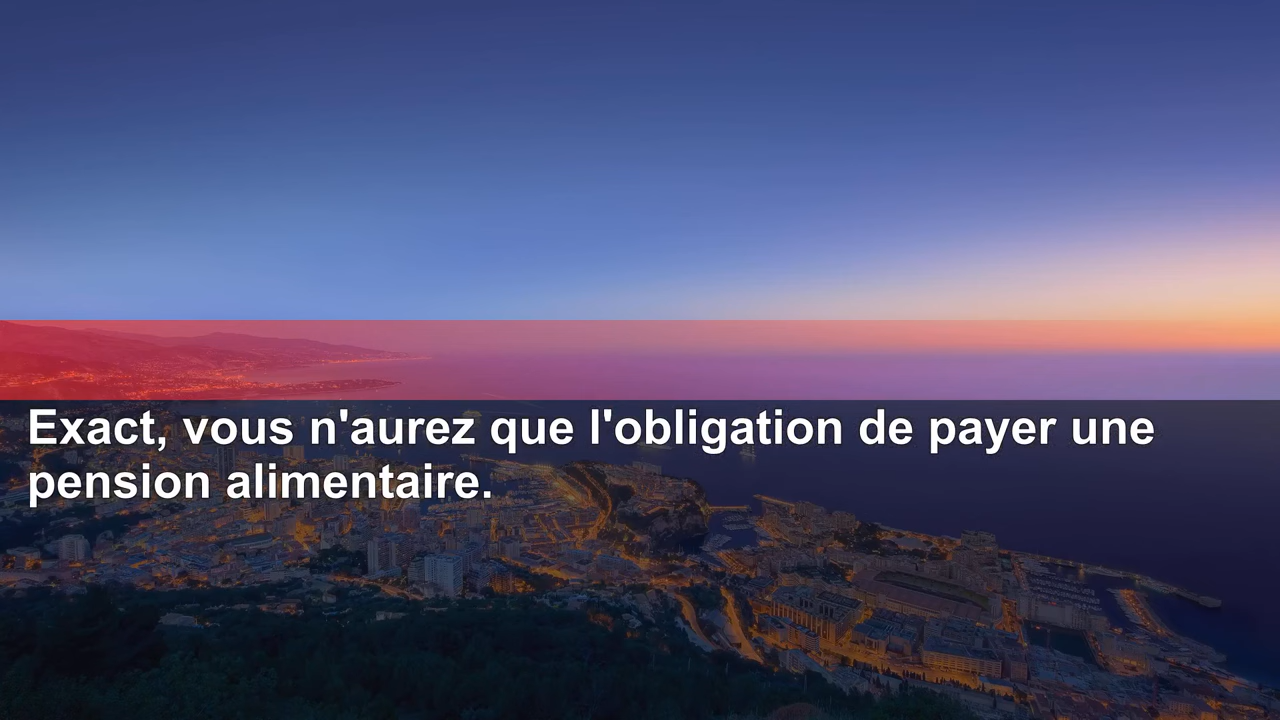 Exact, vous n'aurez que l'obligation de payer une
pension alimentaire.